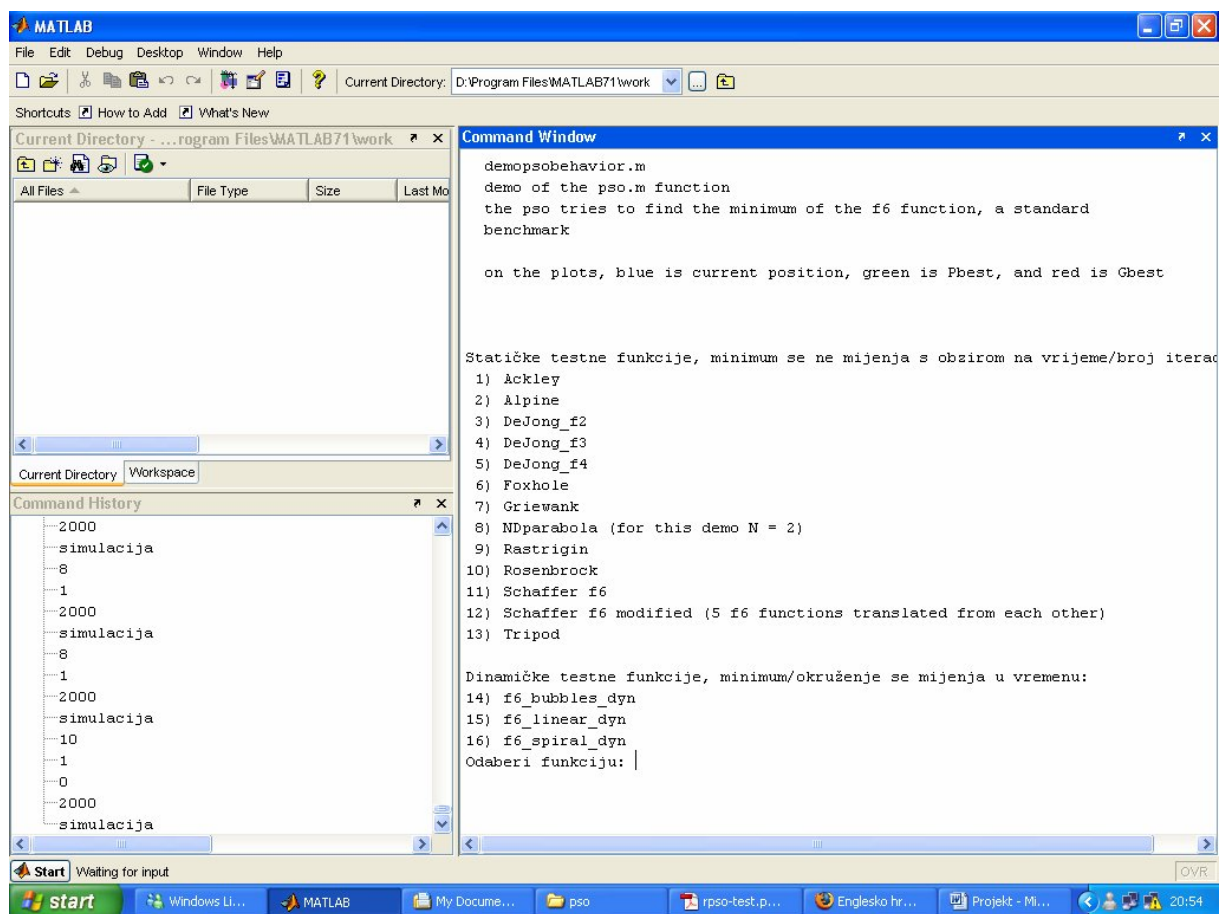 MATLAB
File Edit Debug Desktop Window Help
Current Directory: D:\Program Files\MATLAB71\work
Shortcuts How to Add What's New
Current Directory - ...rogram Files\MATLAB71\work
All Files File Type Size Last Mo
Current Directory Workspace
Command History
2000
simulacija
8
1
2000
simulacija
8
1
2000
simulacija
10
1
0
2000
simulacija
Command Window
demopsobehavior.m
demo of the pso.m function
the pso tries to find the minimum of the f6 function, a standard
benchmark
on the plots, blue is current position, green is Pbest, and red is Gbest
Statičke testne funkcije, minimum se ne mijenja s obzirom na vrijeme/broj iterac
1) Ackley
2) Alpine
3) DeJong_f2
4) DeJong_f3
5) DeJong_f4
6) Foxhole
7) Griewank
8) NDparabola (for this demo N = 2)
9) Rastrigin
10) Rosenbrock
11) Schaffer f6
12) Schaffer f6 modified (5 f6 functions translated from each other)
13) Tripod
Dinamičke testne funkcije, minimum/okruženje se mijenja u vremenu:
14) f6_bubbles_dyn
15) f6_linear_dyn
16) f6_spiral_dyn
Odaberi funkciju:
Start Waiting for input
OVR
start Windows Li... MATLAB My Docume... pso rpso-test.p... Englesko hr... Projekt - Mi... 20:54